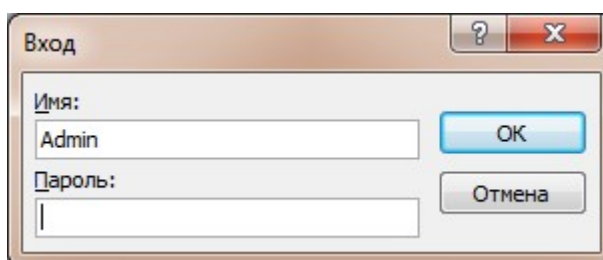 Вход
Имя:
Admin
OK
Пароль:
Отмена